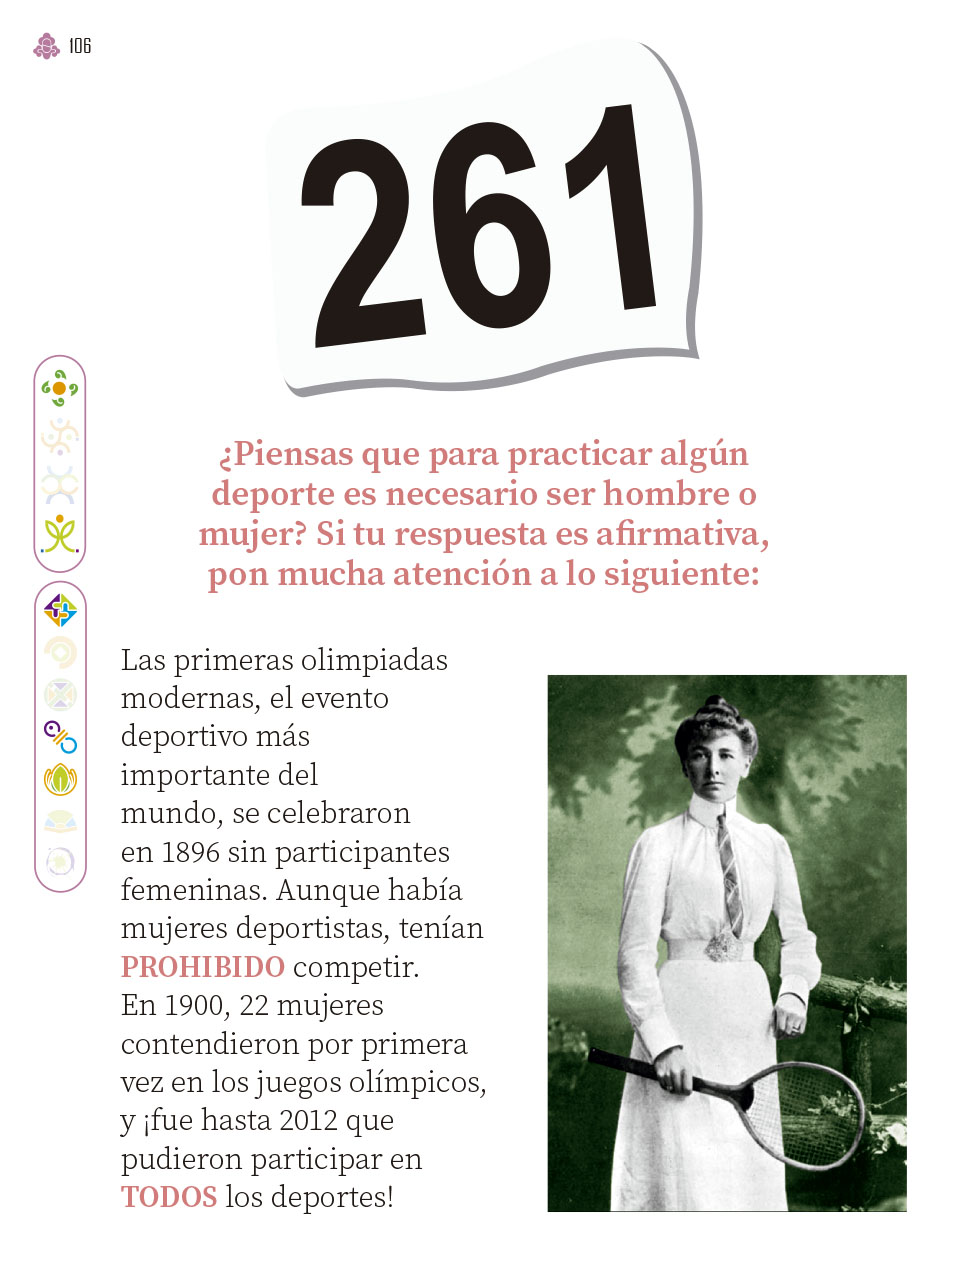 106
261
¿Piensas que para practicar algún
deporte es necesario ser hombre o
mujer? Si tu respuesta es afirmativa,
pon mucha atención a lo siguiente:
Las primeras olimpiadas
modernas, el evento
deportivo más
importante del
mundo, se celebraron
en 1896 sin participantes
femeninas. Aunque había
mujeres deportistas, tenían
PROHIBIDO competir.
En 1900, 22 mujeres
contendieron por primera
vez en los juegos olímpicos,
y ¡fue hasta 2012 que
pudieron participar en
TODOS los deportes!